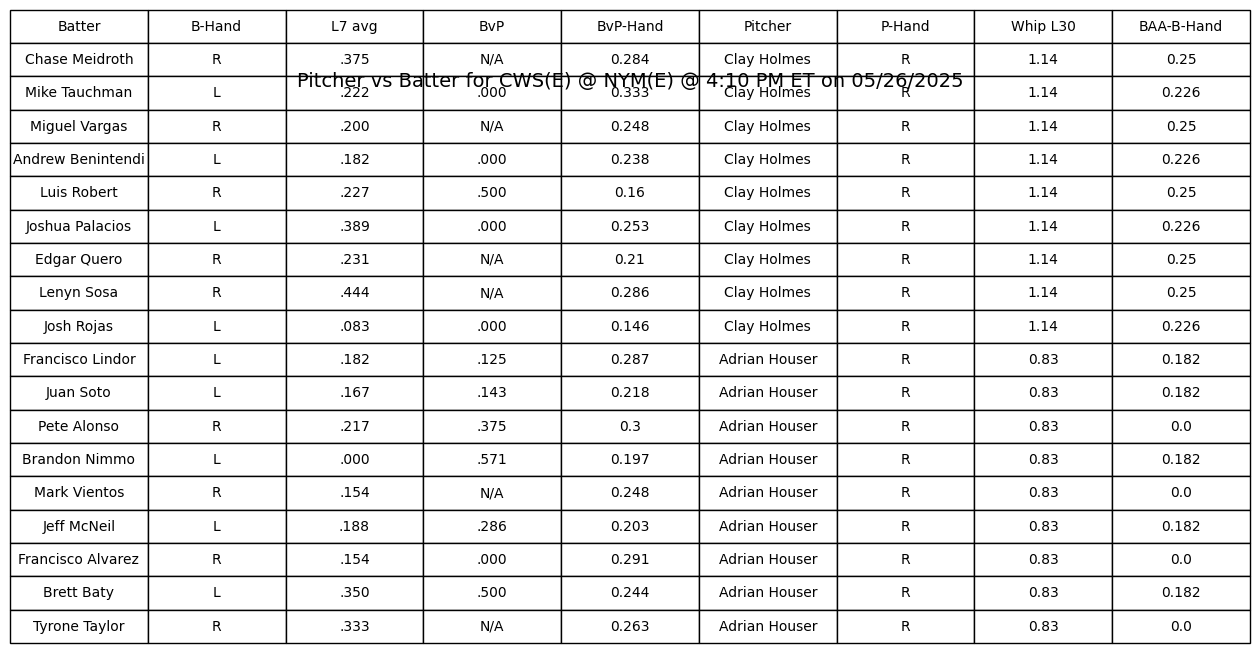 Batter B-Hand L7 avg BvP BvP-Hand Pitcher P-Hand Whip L30 BAA-B-Hand
Chase Meidroth R .375 N/A 0.284 Clay Holmes R 1.14 0.25
Pitcher vs Batter for CWS(E) @ NYM(E) @ 4:10 PM ET on 05/26/2025
Mike Tauchman L .222 .000 0.333 Clay Holmes R 1.14 0.226
Miguel Vargas R .200 N/A 0.248 Clay Holmes R 1.14 0.25
Andrew Benintendi L .182 .000 0.238 Clay Holmes R 1.14 0.226
Luis Robert R .227 .500 0.16 Clay Holmes R 1.14 0.25
Joshua Palacios L .389 .000 0.253 Clay Holmes R 1.14 0.226
Edgar Quero R .231 N/A 0.21 Clay Holmes R 1.14 0.25
Lenyn Sosa R .444 N/A 0.286 Clay Holmes R 1.14 0.25
Josh Rojas L .083 .000 0.146 Clay Holmes R 1.14 0.226
Francisco Lindor L .182 .125 0.287 Adrian Houser R 0.83 0.182
Juan Soto L .167 .143 0.218 Adrian Houser R 0.83 0.182
Pete Alonso R .217 .375 0.3 Adrian Houser R 0.83 0.0
Brandon Nimmo L .000 .571 0.197 Adrian Houser R 0.83 0.182
Mark Vientos R .154 N/A 0.248 Adrian Houser R 0.83 0.0
Jeff McNeil L .188 .286 0.203 Adrian Houser R 0.83 0.182
Francisco Alvarez R .154 .000 0.291 Adrian Houser R 0.83 0.0
Brett Baty L .350 .500 0.244 Adrian Houser R 0.83 0.182
Tyrone Taylor R .333 N/A 0.263 Adrian Houser R 0.83 0.0